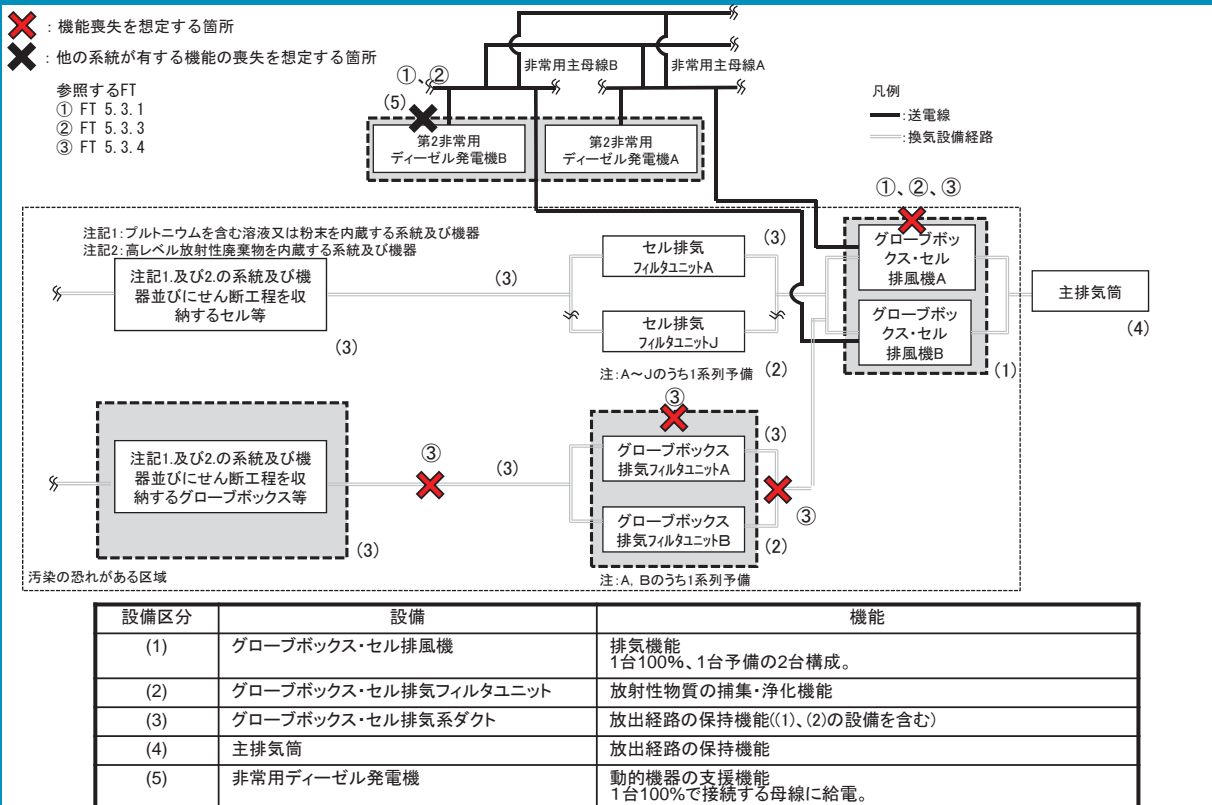 ：機能喪失を想定する箇所
：他の系統が有する機能の喪失を想定する箇所
参照するFT
① FT 5.3.1
② FT 5.3.3
③ FT 5.3.4
非常用主母線B
非常用主母線A
①、②
(5)
第2非常用
ディーゼル発電機B
第2非常用
ディーゼル発電機A
凡例
：送電線
：換気設備経路
①、②、③
注記1：プルトニウムを含む溶液又は粉末を内蔵する系統及び機器
注記2：高レベル放射性廃棄物を内蔵する系統及び機器
注記1.及び2.の系統及び機
器並びにせん断工程を収
納するセル等
(3)
(3)
セル排気
フィルタユニットA
(3)
セル排気
フィルタユニットJ
(2)
注：A～Jのうち1系列予備
グローブボッ
クス・セル
排風機A
グローブボッ
クス・セル
排風機B
(1)
主排気筒
(4)
注記1.及び2.の系統及び機
器並びにせん断工程を収
納するグローブボックス等
(3)
③
(3)
③
グローブボックス
排気フィルタユニットA
(3)
グローブボックス
排気フィルタユニットB
(2)
③
注：A, Bのうち1系列予備
汚染の恐れがある区域
設備区分 設備 機能
(1) グローブボックス・セル排風機 排気機能
1台100%、1台予備の2台構成。
(2) グローブボックス・セル排気フィルタユニット 放射性物質の捕集・浄化機能
(3) グローブボックス・セル排気系ダクト 放出経路の保持機能((1)、(2)の設備を含む)
(4) 主排気筒 放出経路の保持機能
(5) 非常用ディーゼル発電機 動的機器の支援機能
1台100%で接続する母線に給電。